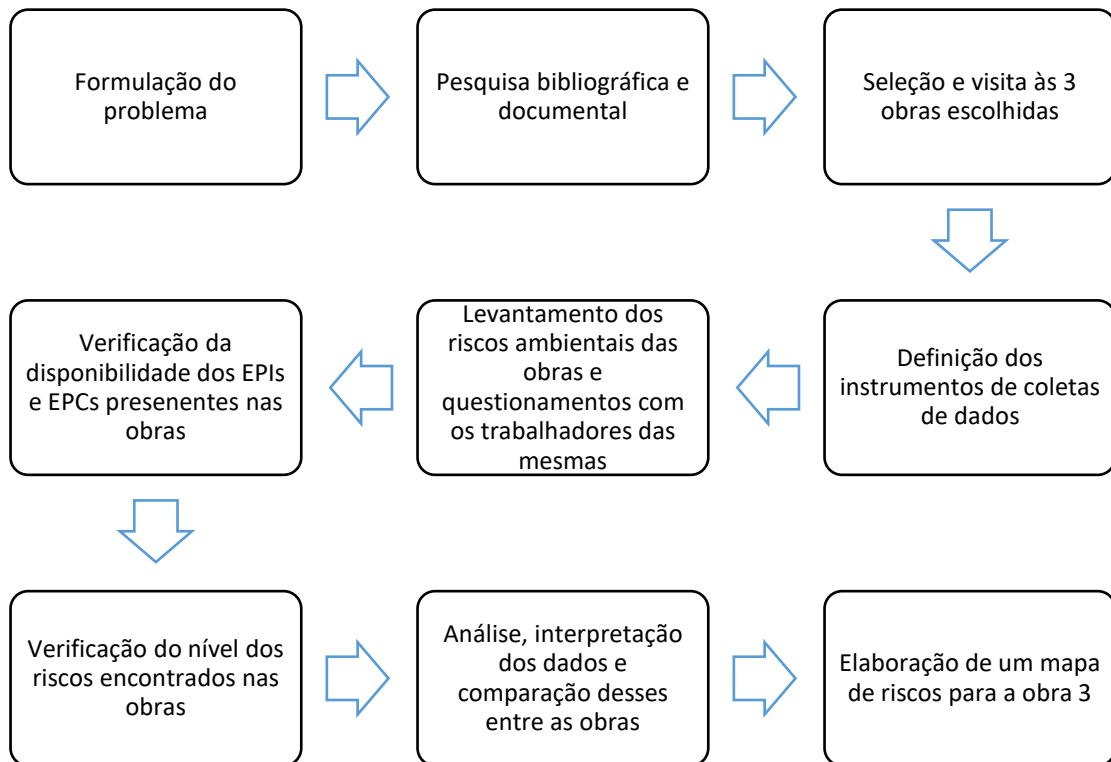 Formulação do
problema
Pesquisa bibliográfica e
documental
Seleção e visita às 3
obras escolhidas
Definição dos
instrumentos de coletas
de dados
Levantamento dos
riscos ambientais das
obras e
questionamentos com
os trabalhadores das
mesmas
Verificação da
disponibilidade dos EPIs
e EPCs presenentes nas
obras
Verificação do nível dos
riscos encontrados nas
obras
Análise, interpretação
dos dados e
comparação desses
entre as obras
Elaboração de um mapa
de riscos para a obra 3